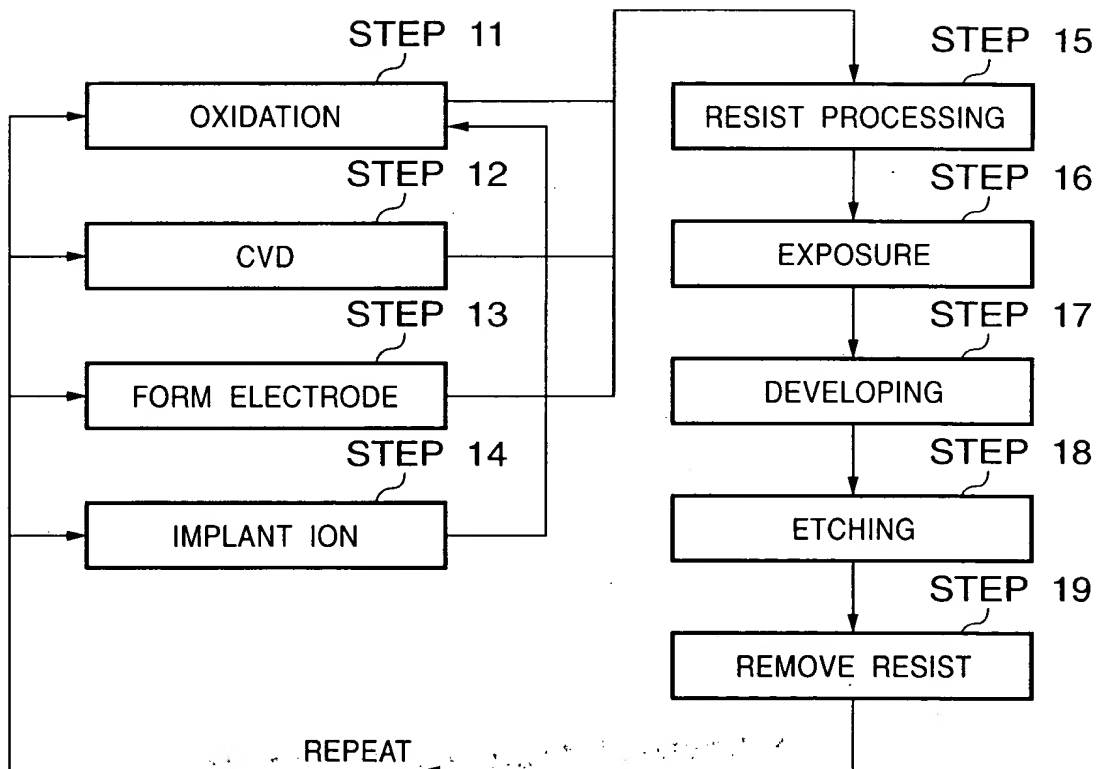 STEP 11
OXIDATION
STEP 12
CVD
STEP 13
FORM ELECTRODE
STEP 14
IMPLANT ION
STEP 15
RESIST PROCESSING
STEP 16
EXPOSURE
STEP 17
DEVELOPING
STEP 18
ETCHING
STEP 19
REMOVE RESIST
REPEAT